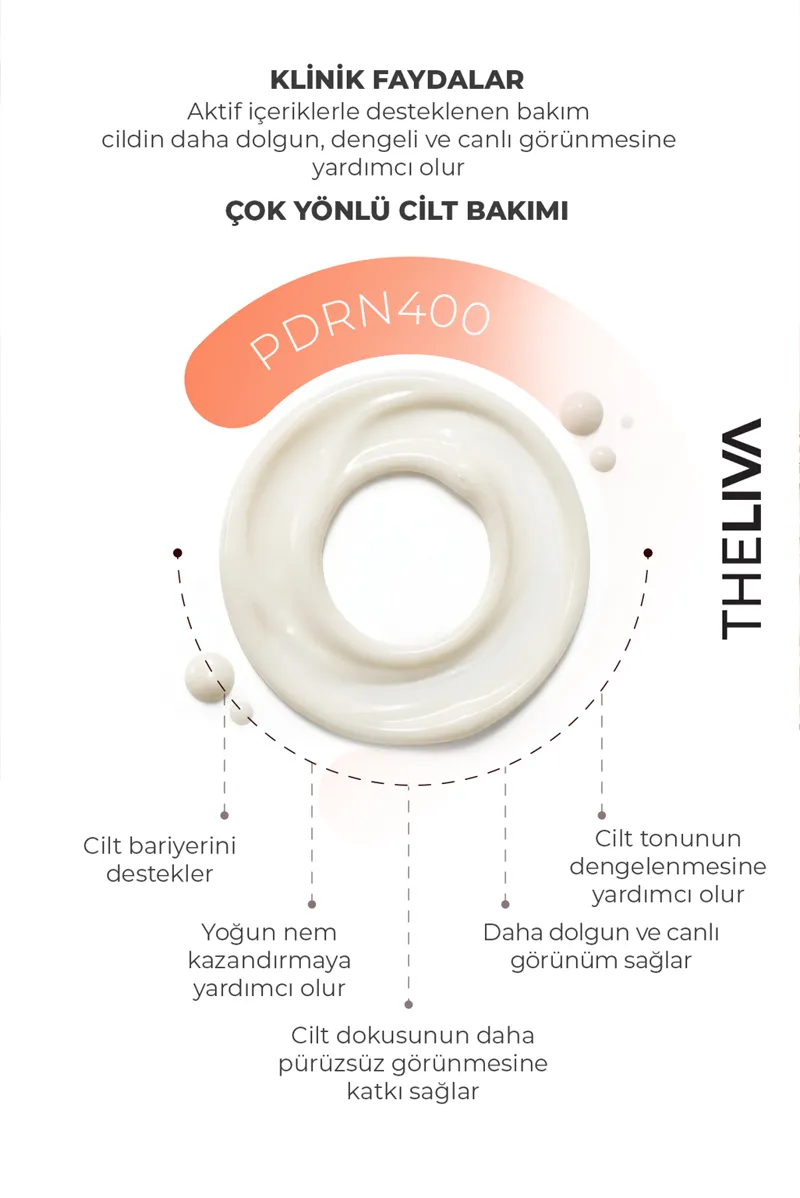 KLİNİK FAYDALAR
Aktif içeriklerle desteklenen bakım
cildin daha dolgun, dengeli ve canlı görünmesine
yardımcı olur
ÇOK YÖNLÜ CİLT BAKIMI
PDRN400
THELIVA
Cilt bariyerini
destekler
Yoğun nem
kazandırmaya
yardımcı olur
Cilt dokusunun daha
pürüzsüz görünmesine
katkı sağlar
Daha dolgun ve canlı
görünüm sağlar
Cilt tonunun
dengelenmesine
yardımcı olur